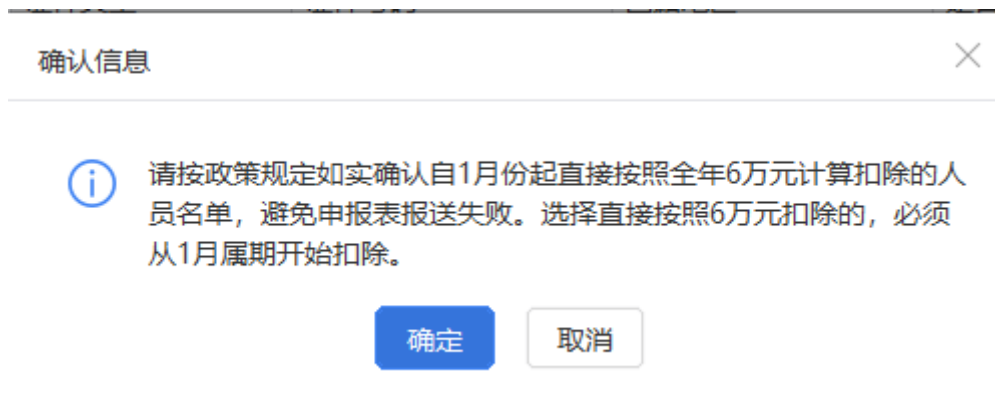 确认信息
请按政策规定如实确认自1月份起直接按照全年6万元计算扣除的人
员名单，避免申报表报送失败。选择直接按照6万元扣除的，必须
从1月属期开始扣除。
确定
取消